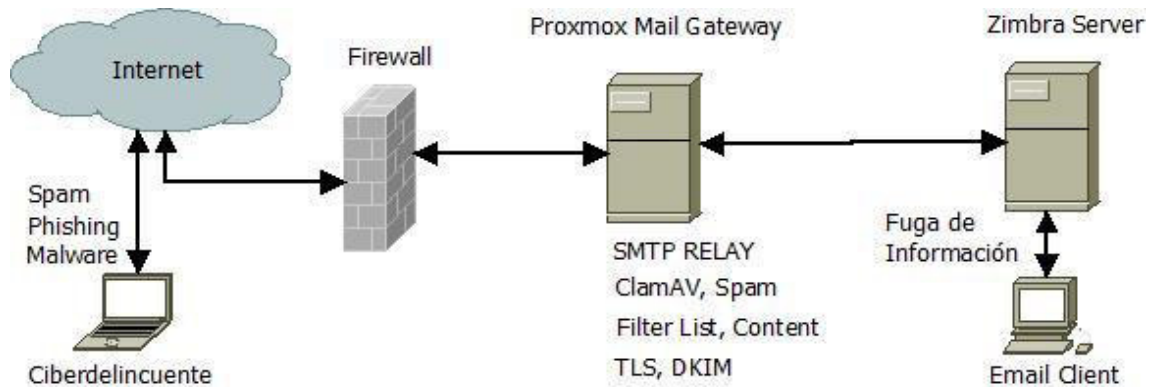 Proxmox Mail Gateway
Zimbra Server
Firewall
Internet
Spam
Phishing
Malware
Fuga de
Información
SMTP RELAY
ClamAV, Spam
Filter List, Content
TLS, DKIM
Ciberdelincuente
Email Client